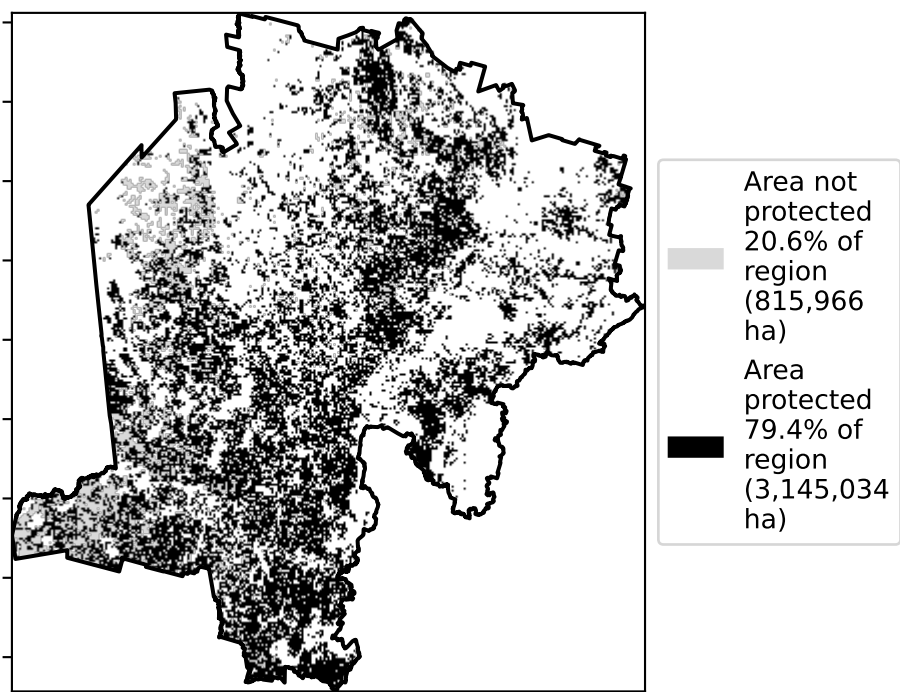 Area not
protected
20.6% of
region
(815,966
ha)
Area
protected
79.4% of
region
(3,145,034
ha)